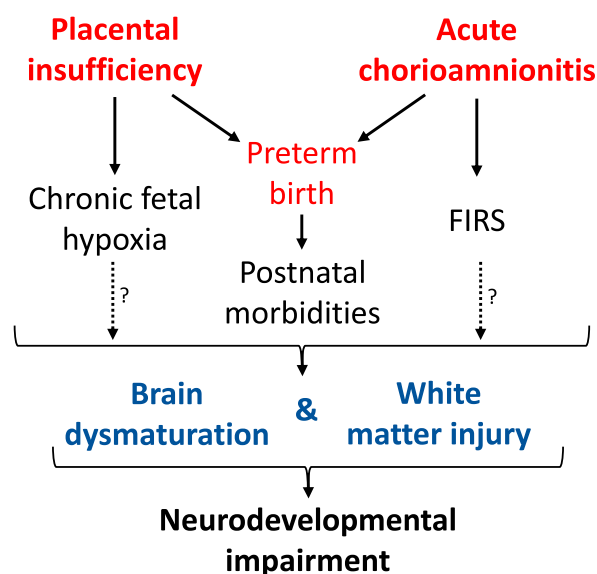 Placental
insufficiency
Acute
chorioamnionitis
Preterm
birth
Chronic fetal
hypoxia
FIRS
Postnatal
morbidities
?
?
Brain
dysmaturation
&
White
matter injury
Neurodevelopmental
impairment